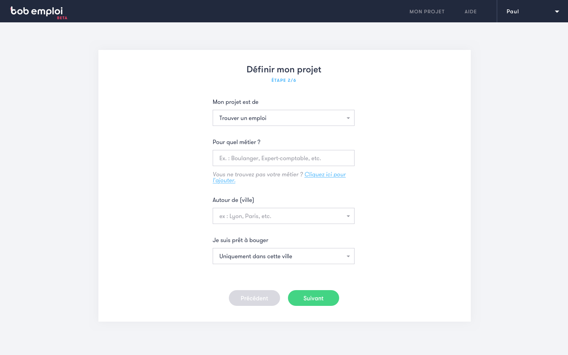 bob emploi
BETA
MON PROJET
AIDE
Paul
Définir mon projet
ÉTAPE 2/6
Mon projet est de
Trouver un emploi
Pour quel métier ?
Ex. : Boulanger, Expert-comptable, etc.
Vous ne trouvez pas votre métier ? Cliquez ici pour
l'ajouter.
Autour de (ville)
ex : Lyon, Paris, etc.
Je suis prêt à bouger
Uniquement dans cette ville
Précédent
Suivant